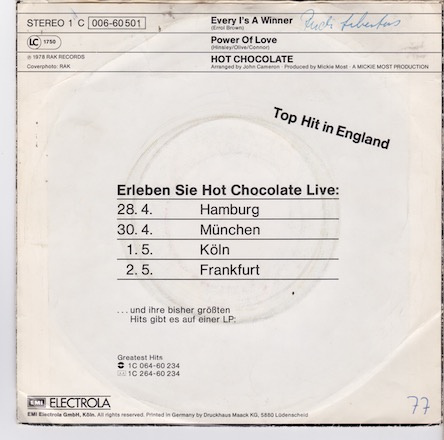 STEREO 1 C 006-60 501
LC 1750
℗ 1978 RAK RECORDS
Coverphoto: RAK
Every I's A Winner
(Errol Brown)
Power Of Love
(Hinsley/Olive/Connor)
HOT CHOCOLATE
Arranged by John Cameron · Produced by Mickie Most · A MICKIE MOST PRODUCTION
Top Hit in England
Erleben Sie Hot Chocolate Live:
28. 4. Hamburg
30. 4. München
1. 5. Köln
2. 5. Frankfurt
... und ihre bisher größten
Hits gibt es auf einer LP:
Greatest Hits
1C 064-60 234
1C 264-60 234
EMI ELECTROLA
EMI Electrola GmbH, Köln. All rights reserved. Printed in Germany by Druckhaus Maack KG, 5880 Lüdenscheid
77